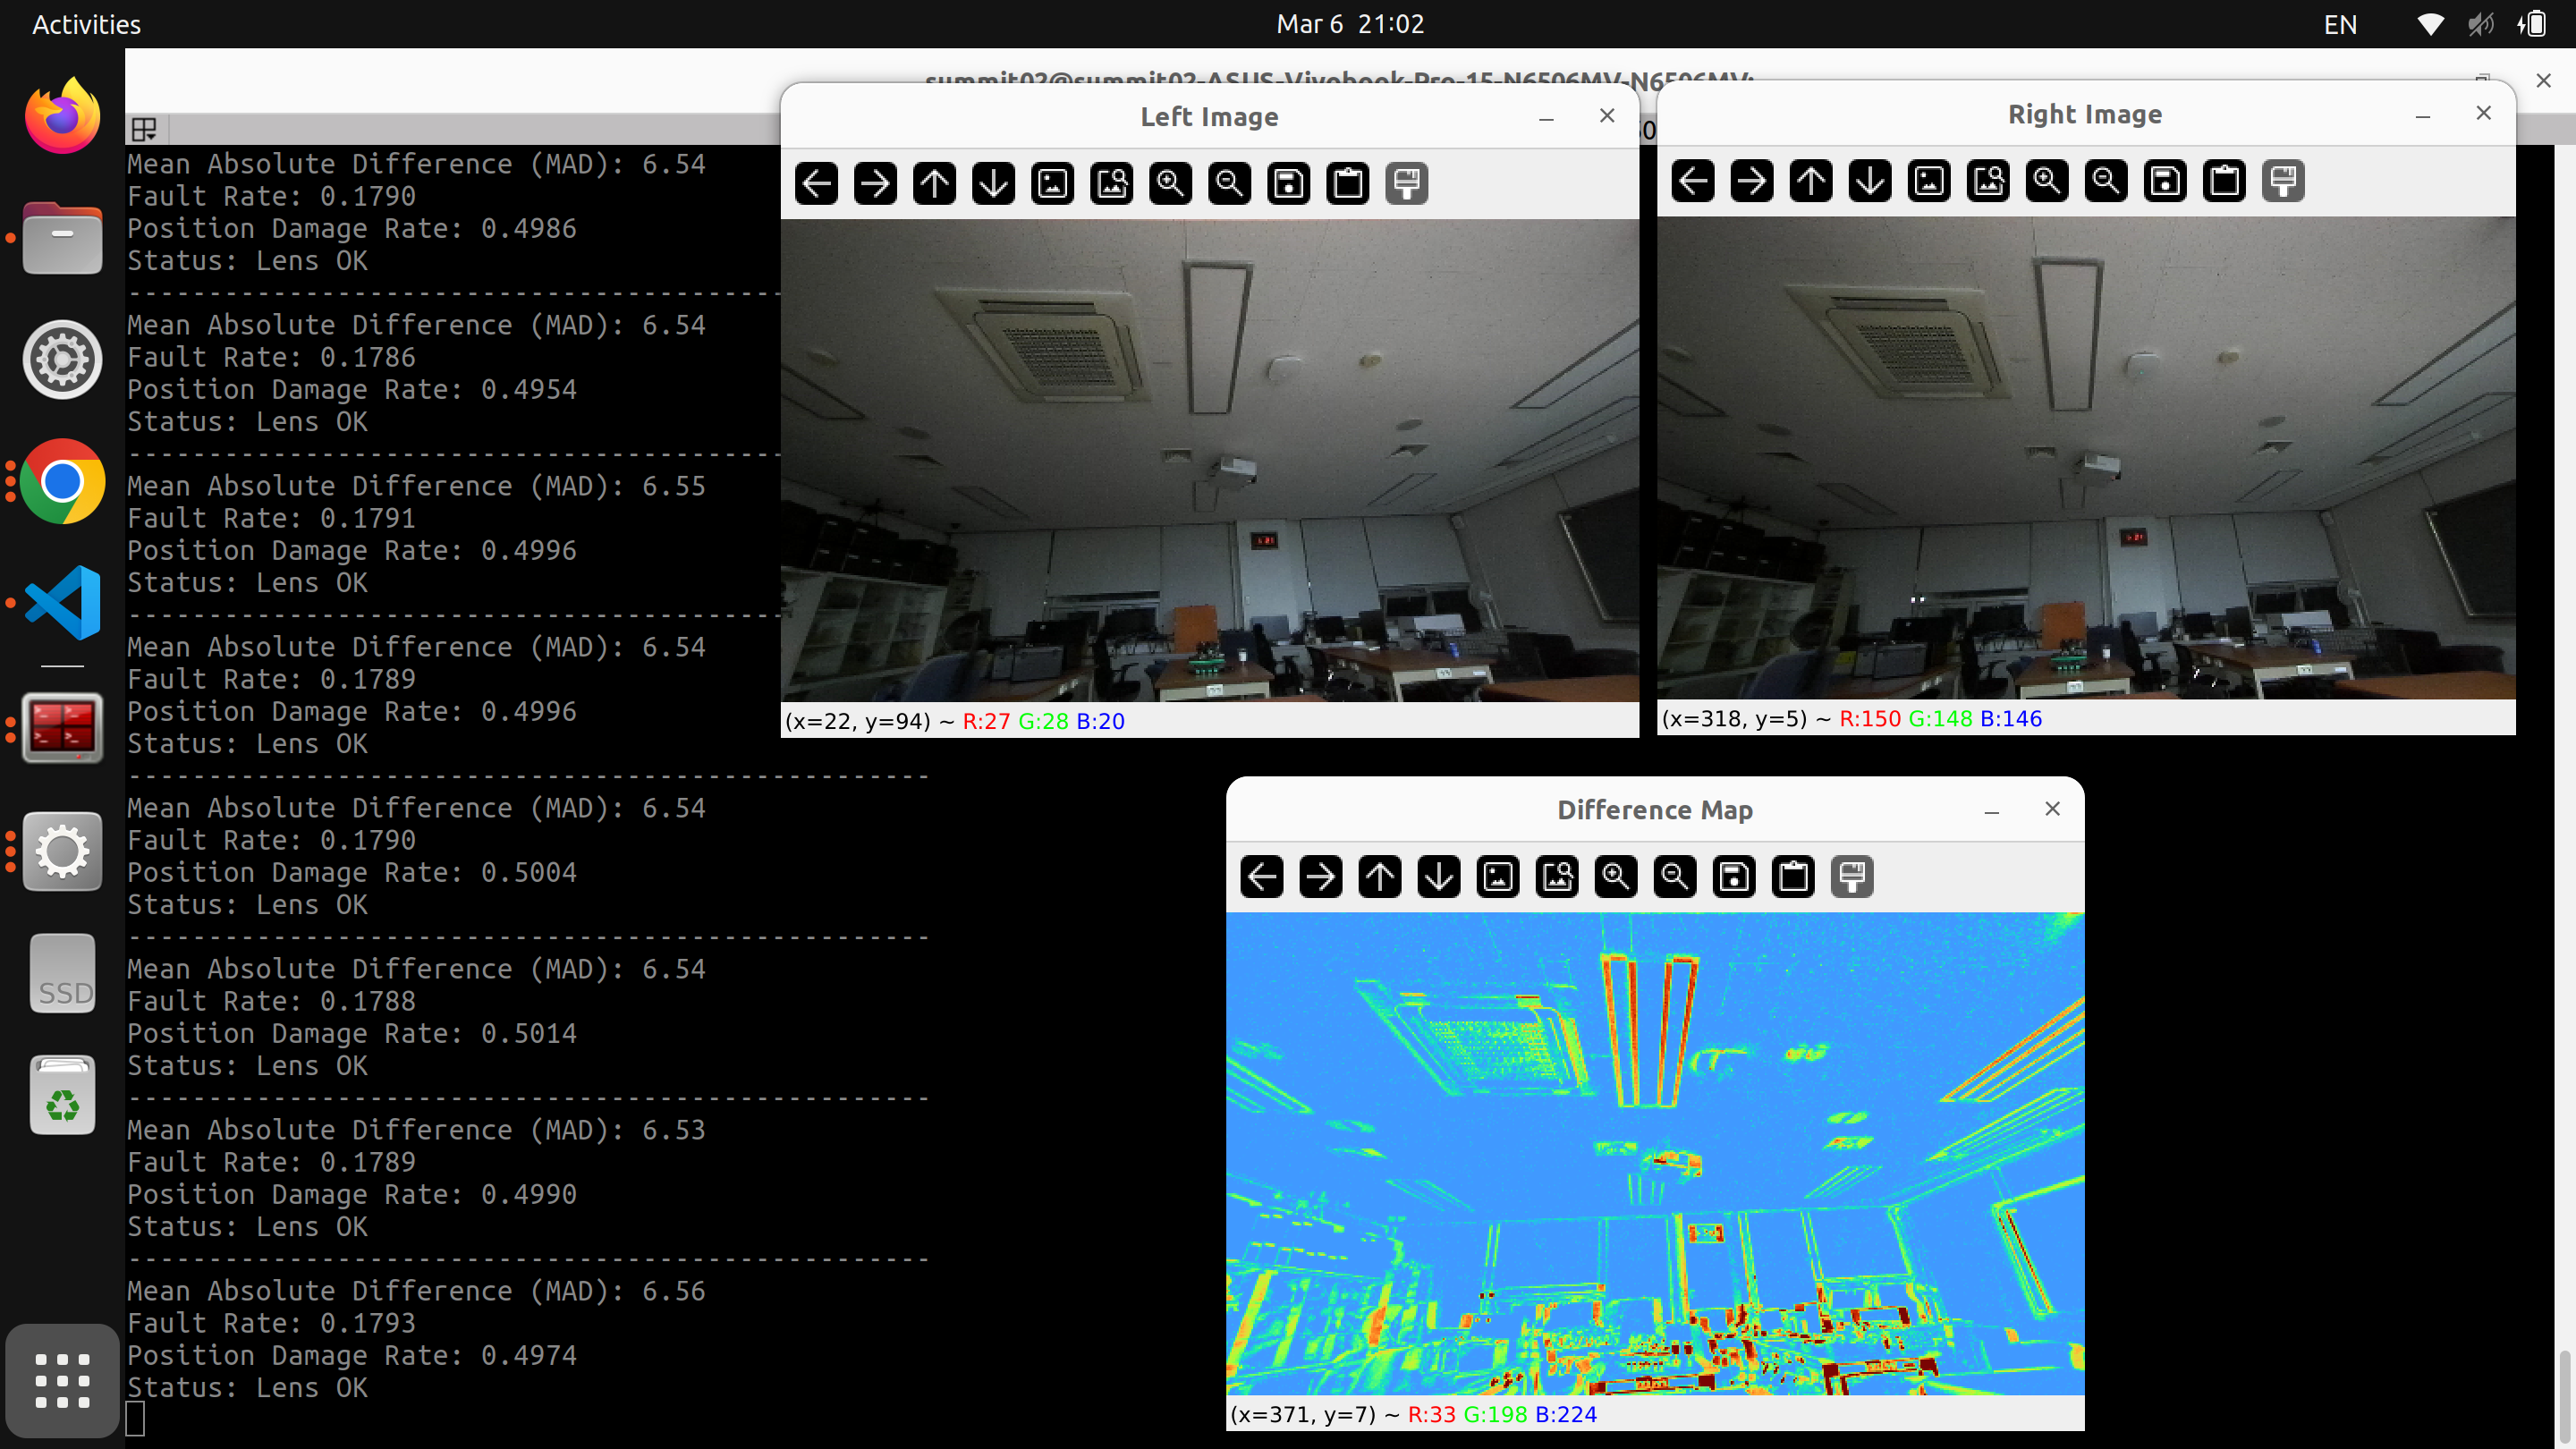 Activities
Mar 6 21:02
EN
summit02@summit02-ASUS-Vivobook-Pro-15-N6506MV-N6506MV:
Left Image
Right Image
Mean Absolute Difference (MAD): 6.54
Fault Rate: 0.1790
Position Damage Rate: 0.4986
Status: Lens OK
--------------------------------------------------
Mean Absolute Difference (MAD): 6.54
Fault Rate: 0.1786
Position Damage Rate: 0.4954
Status: Lens OK
--------------------------------------------------
Mean Absolute Difference (MAD): 6.55
Fault Rate: 0.1791
Position Damage Rate: 0.4996
Status: Lens OK
--------------------------------------------------
Mean Absolute Difference (MAD): 6.54
Fault Rate: 0.1789
Position Damage Rate: 0.4996
Status: Lens OK
--------------------------------------------------
Mean Absolute Difference (MAD): 6.54
Fault Rate: 0.1790
Position Damage Rate: 0.5004
Status: Lens OK
--------------------------------------------------
Mean Absolute Difference (MAD): 6.54
Fault Rate: 0.1788
Position Damage Rate: 0.5014
Status: Lens OK
--------------------------------------------------
Mean Absolute Difference (MAD): 6.53
Fault Rate: 0.1789
Position Damage Rate: 0.4990
Status: Lens OK
--------------------------------------------------
Mean Absolute Difference (MAD): 6.56
Fault Rate: 0.1793
Position Damage Rate: 0.4974
Status: Lens OK
(x=22, y=94) ~ R:27 G:28 B:20
(x=318, y=5) ~ R:150 G:148 B:146
Difference Map
(x=371, y=7) ~ R:33 G:198 B:224
SSD